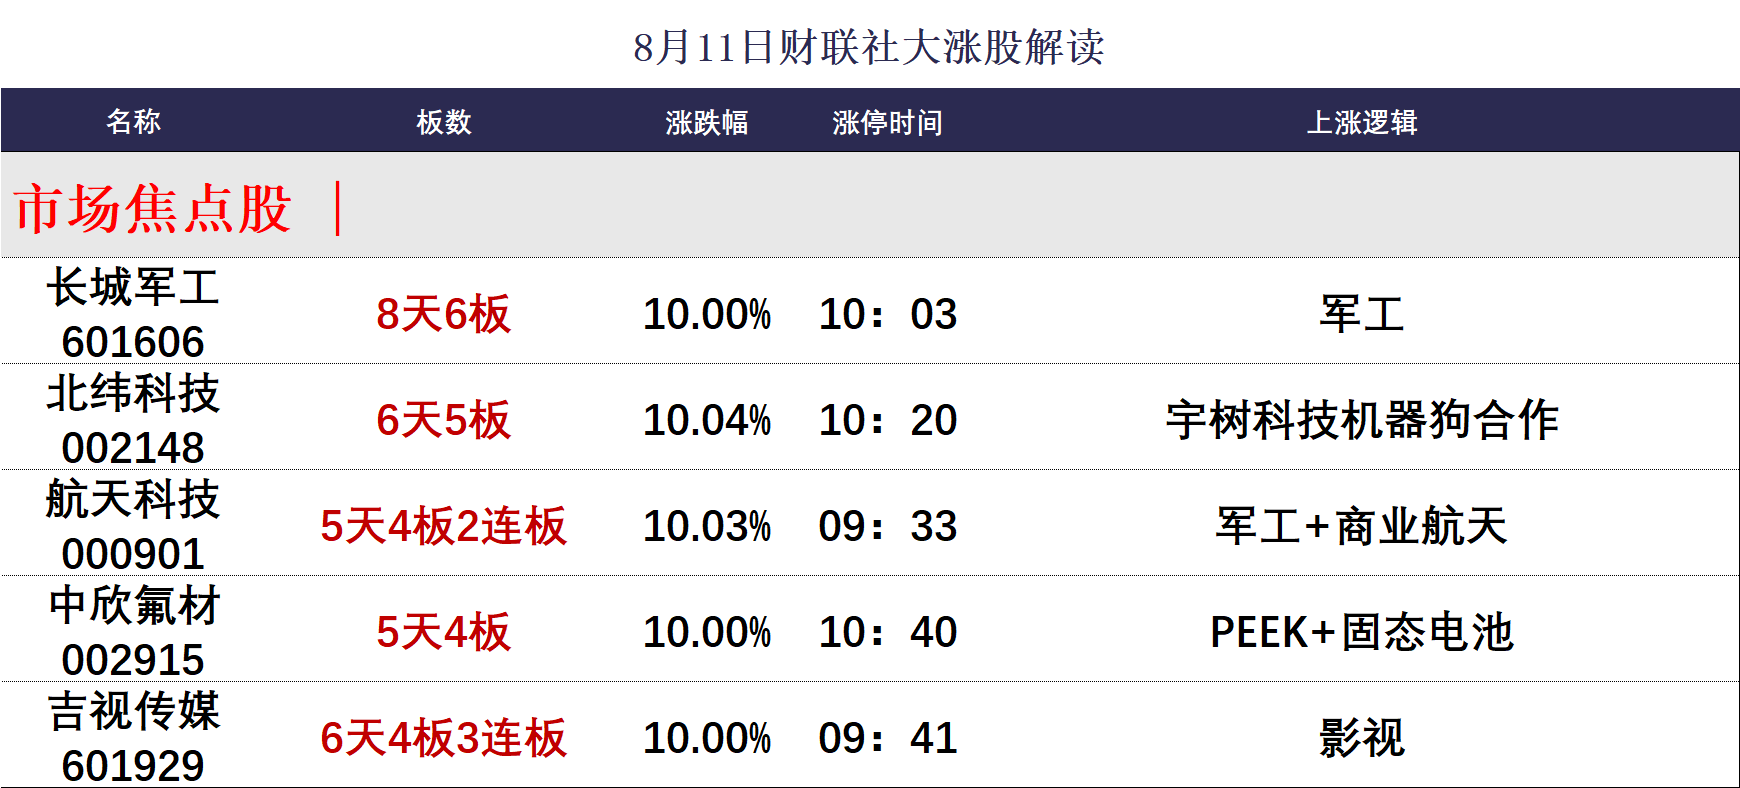 8月11日财联社大涨股解读
名称 板数 涨跌幅 涨停时间 上涨逻辑
市场焦点股 |
长城军工
601606 8天6板 10.00% 10：03 军工
北纬科技
002148 6天5板 10.04% 10：20 宇树科技机器狗合作
航天科技
000901 5天4板2连板 10.03% 09：33 军工+商业航天
中欣氟材
002915 5天4板 10.00% 10：40 PEEK+固态电池
吉视传媒
601929 6天4板3连板 10.00% 09：41 影视